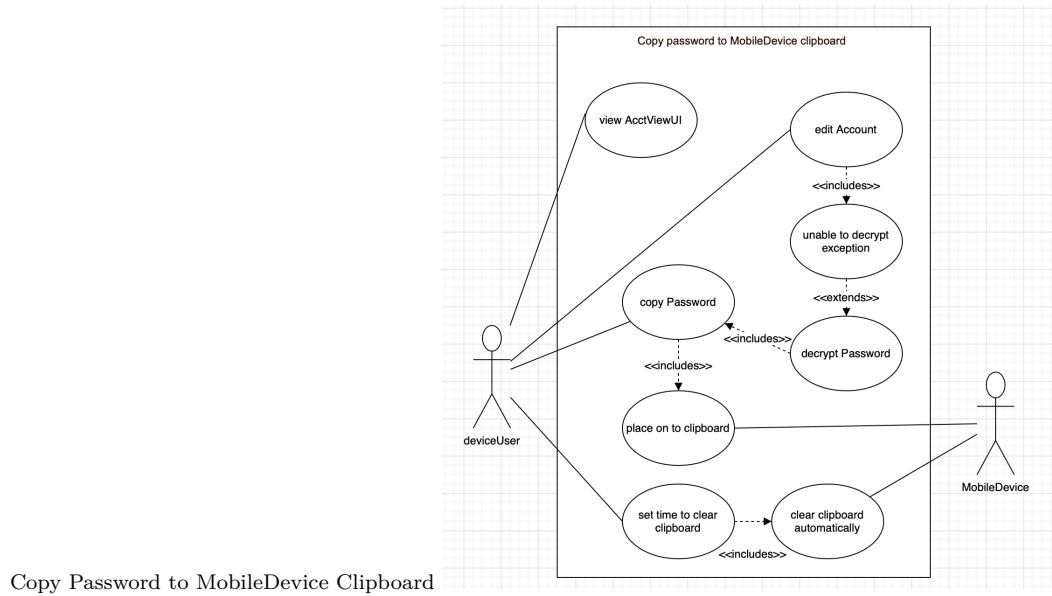 Copy password to MobileDevice clipboard
view AcctViewUI
edit Account
<<includes>>
unable to decrypt
exception
<<extends>>
copy Password
<<includes>>
decrypt Password
<<includes>>
place on to clipboard
deviceUser
MobileDevice
set time to clear
clipboard
clear clipboard
automatically
<<includes>>
Copy Password to MobileDevice Clipboard